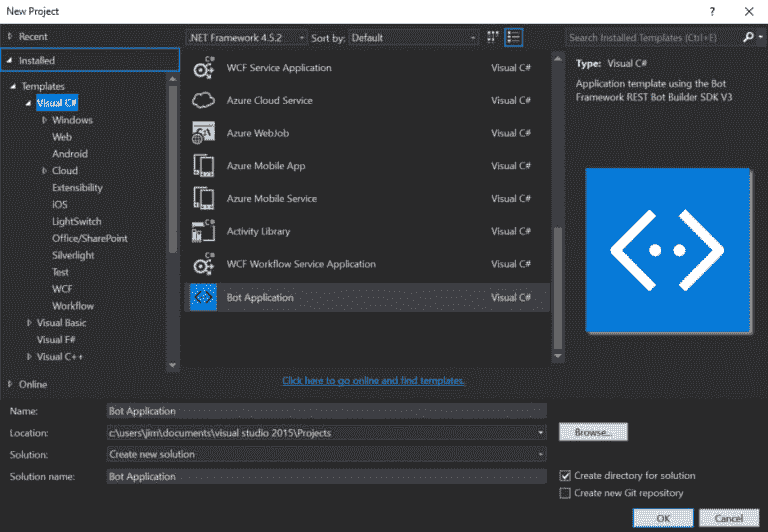 New Project
? ×
Recent
.NET Framework 4.5.2
Sort by: Default
Search Installed Templates (Ctrl+E)
Installed
Templates
Visual C#
Windows
Web
Android
Cloud
Extensibility
iOS
LightSwitch
Office/SharePoint
Silverlight
Test
WCF
Workflow
Visual Basic
Visual F#
Visual C++
Online
WCF Service Application Visual C#
Azure Cloud Service Visual C#
Azure WebJob Visual C#
Azure Mobile App Visual C#
Azure Mobile Service Visual C#
Activity Library Visual C#
WCF Workflow Service Application Visual C#
Bot Application Visual C#
Click here to go online and find templates.
Type: Visual C#
Application template using the Bot
Framework REST Bot Builder SDK V3
Name: Bot Application
Location: c:\users\jim\documents\visual studio 2015\Projects
Browse...
Solution: Create new solution
Solution name: Bot Application
Create directory for solution
Create new Git repository
OK
Cancel